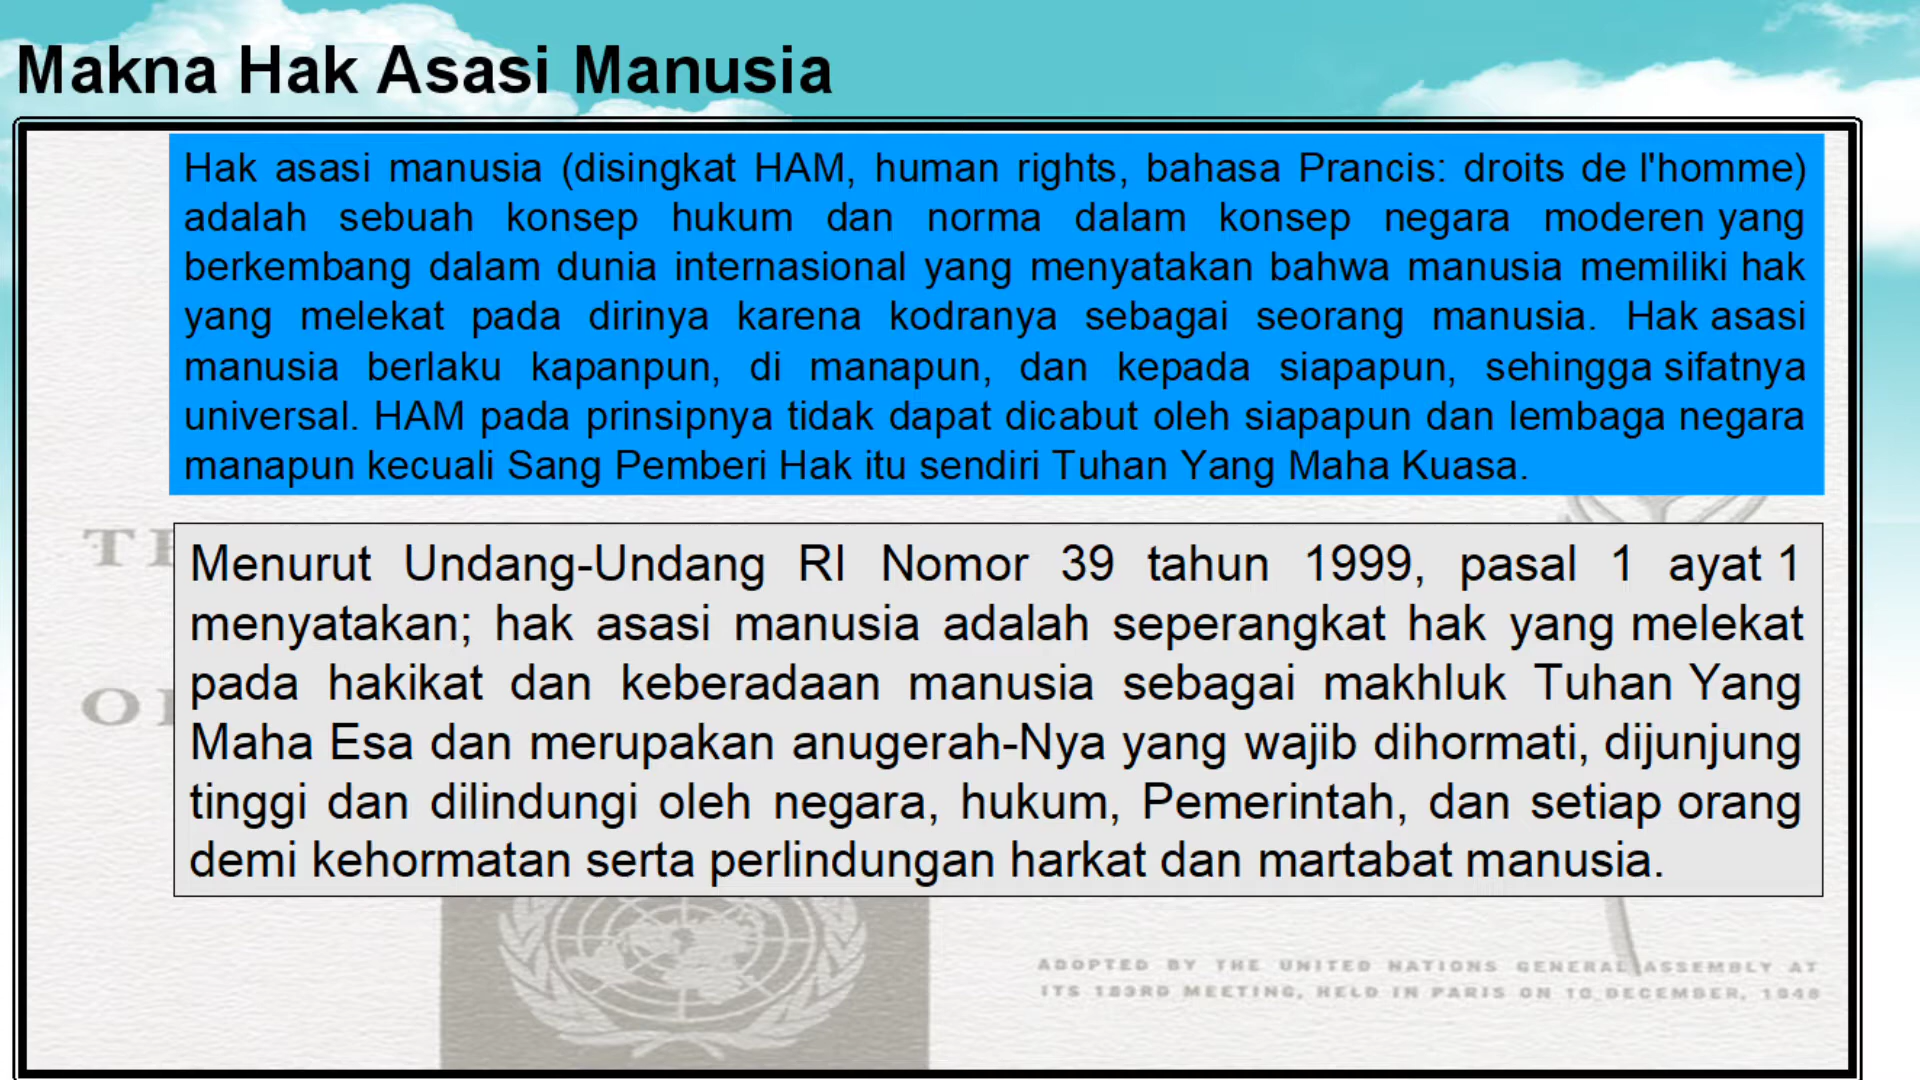 Makna Hak Asasi Manusia
Hak asasi manusia (disingkat HAM, human rights, bahasa Prancis: droits de l'homme)
adalah sebuah konsep hukum dan norma dalam konsep negara moderen yang
berkembang dalam dunia internasional yang menyatakan bahwa manusia memiliki hak
yang melekat pada dirinya karena kodranya sebagai seorang manusia. Hak asasi
manusia berlaku kapanpun, di manapun, dan kepada siapapun, sehingga sifatnya
universal. HAM pada prinsipnya tidak dapat dicabut oleh siapapun dan lembaga negara
manapun kecuali Sang Pemberi Hak itu sendiri Tuhan Yang Maha Kuasa.
Menurut Undang-Undang RI Nomor 39 tahun 1999, pasal 1 ayat 1
menyatakan; hak asasi manusia adalah seperangkat hak yang melekat
pada hakikat dan keberadaan manusia sebagai makhluk Tuhan Yang
Maha Esa dan merupakan anugerah-Nya yang wajib dihormati, dijunjung
tinggi dan dilindungi oleh negara, hukum, Pemerintah, dan setiap orang
demi kehormatan serta perlindungan harkat dan martabat manusia.
ADOPTED BY THE UNITED NATIONS GENERAL ASSEMBLY AT
ITS 183RD MEETING, HELD IN PARIS ON 10 DECEMBER, 1948